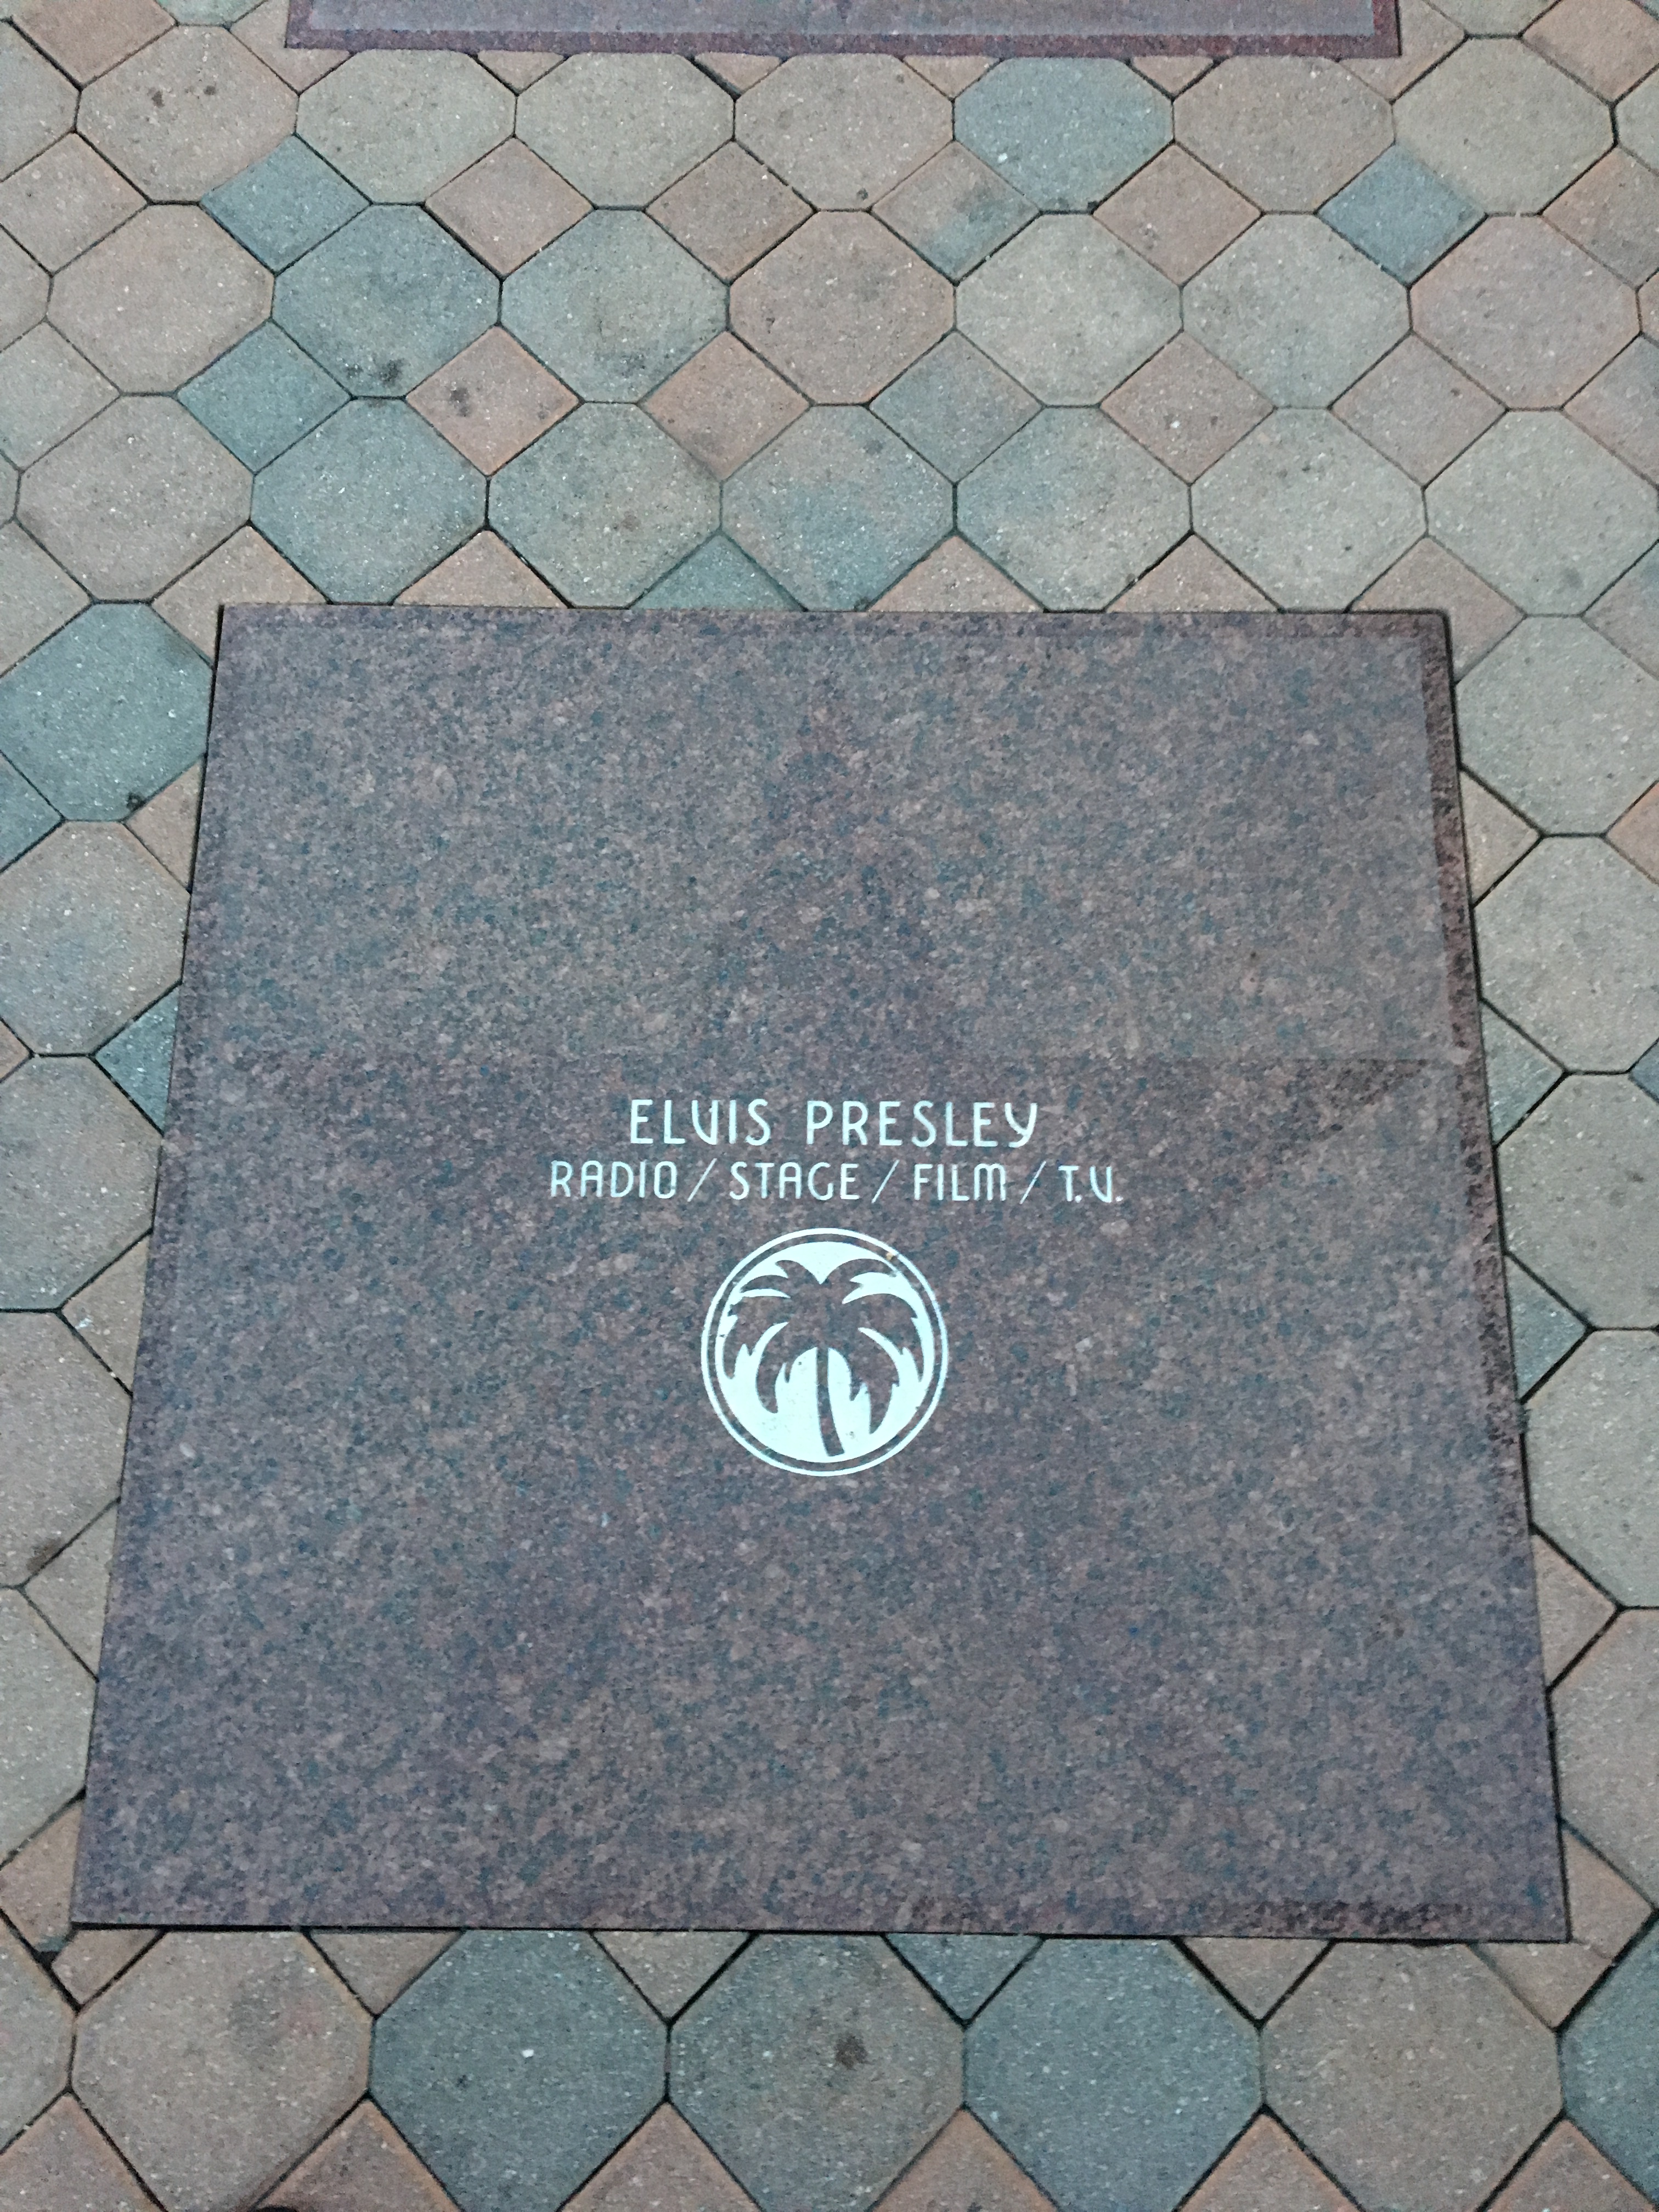 ELVIS PRESLEY
RADIO / STAGE / FILM / T.V.